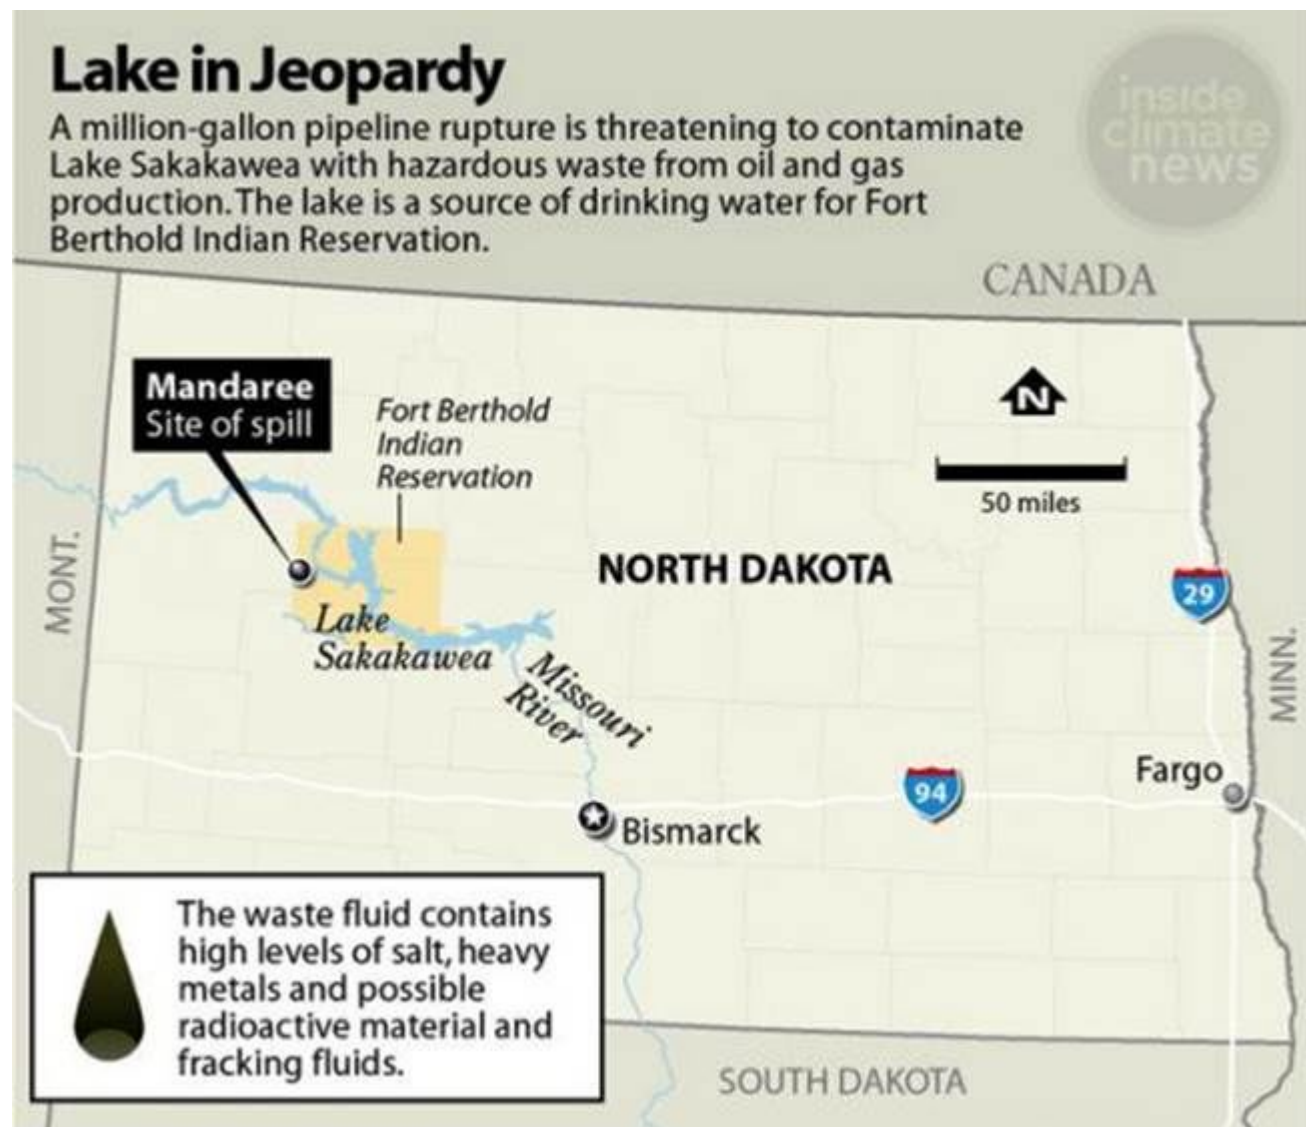 Lake in Jeopardy
A million-gallon pipeline rupture is threatening to contaminate
Lake Sakakawea with hazardous waste from oil and gas
production. The lake is a source of drinking water for Fort
Berthold Indian Reservation.
inside
climate
news
CANADA
Mandaree
Site of spill
Fort Berthold
Indian
Reservation
N
50 miles
MONT.
NORTH DAKOTA
29
Lake
Sakakawea
Missouri
River
MINN.
Fargo
94
Bismarck
The waste fluid contains
high levels of salt, heavy
metals and possible
radioactive material and
fracking fluids.
SOUTH DAKOTA